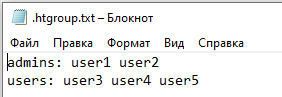 .htgroup.txt – Блокнот
Файл Правка Формат Вид Справка
admins: user1 user2
users: user3 user4 user5